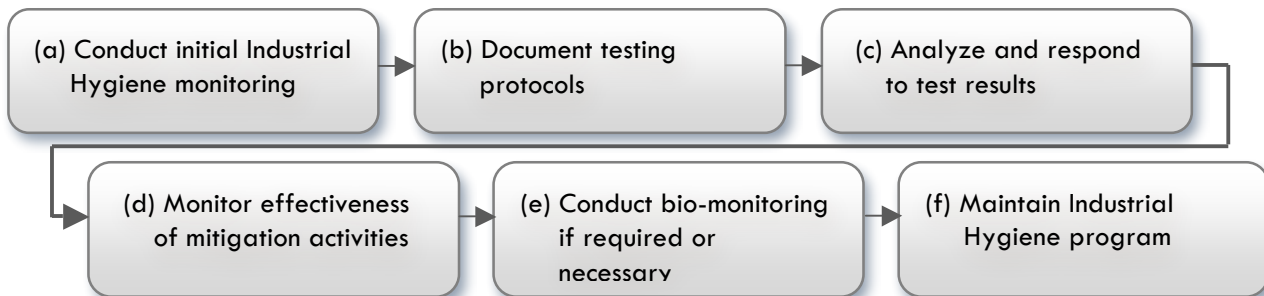 (a) Conduct initial Industrial
Hygiene monitoring
(b) Document testing
protocols
(c) Analyze and respond
to test results
(d) Monitor effectiveness
of mitigation activities
(e) Conduct bio-monitoring
if required or
necessary
(f) Maintain Industrial
Hygiene program